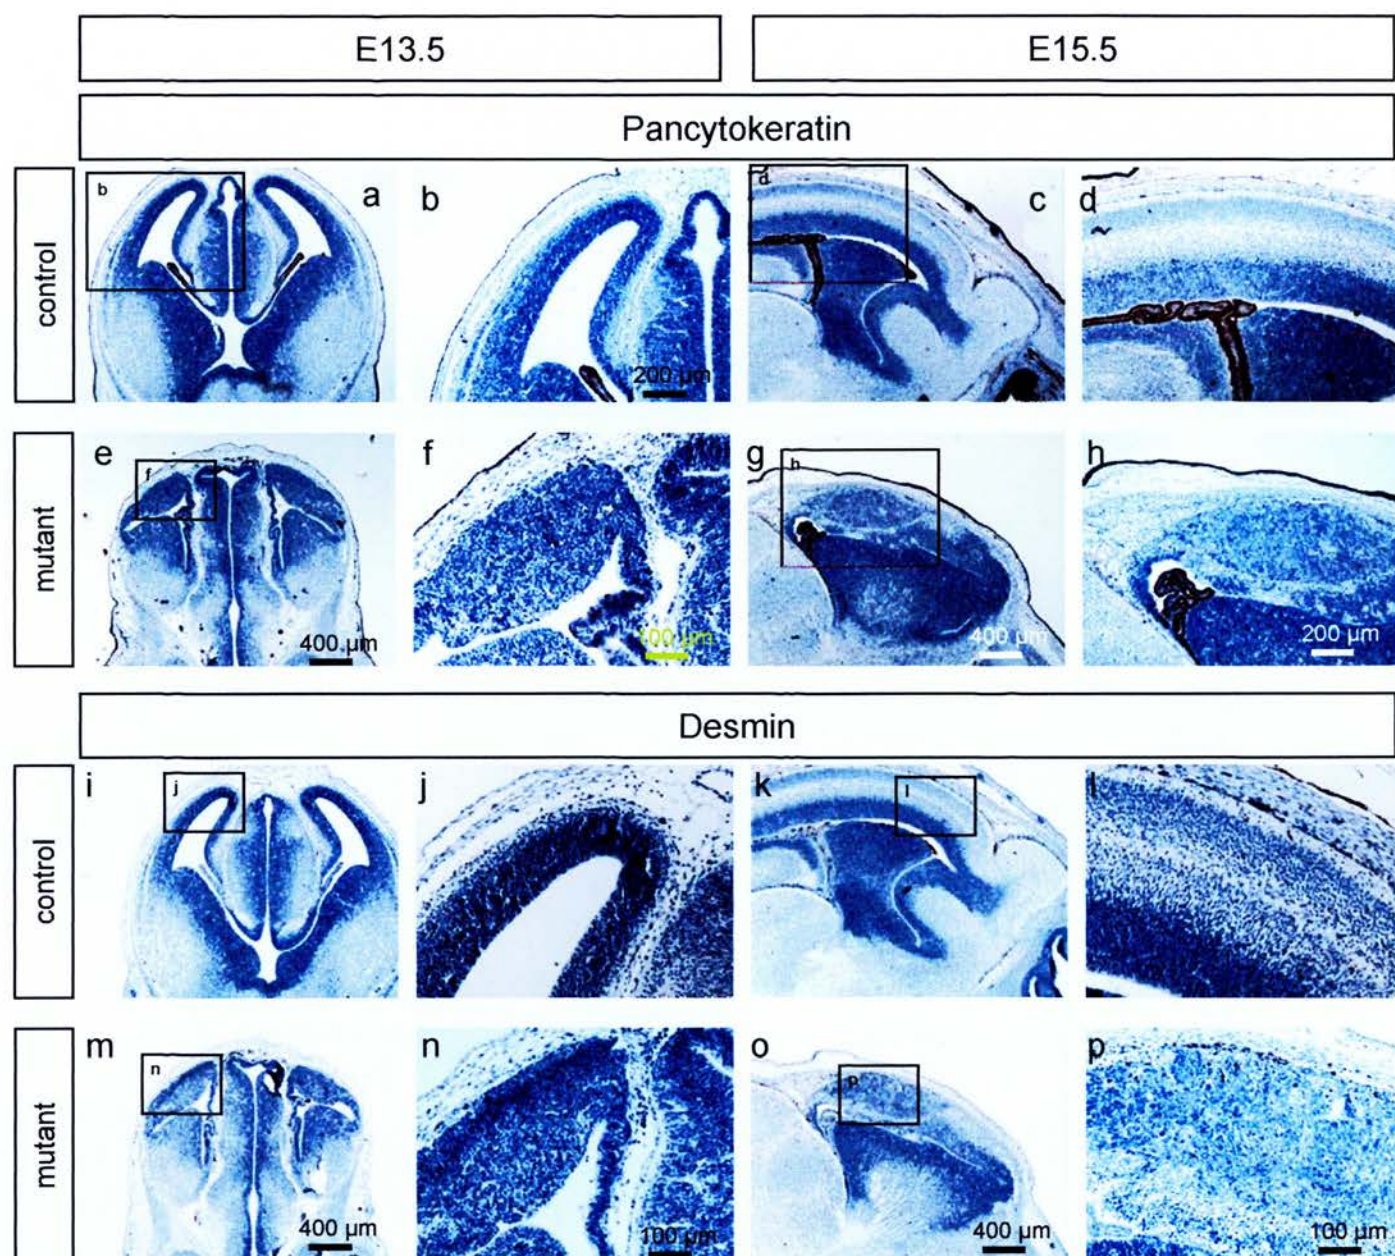 E13.5 E15.5
Pancytokeratin
control
b a b d c d
200 µm
mutant
e f f g h h
400 µm 100 µm 400 µm 200 µm
Desmin
control
i j j k l l
mutant
m n n o p p
400 µm 100 µm 400 µm 100 µm